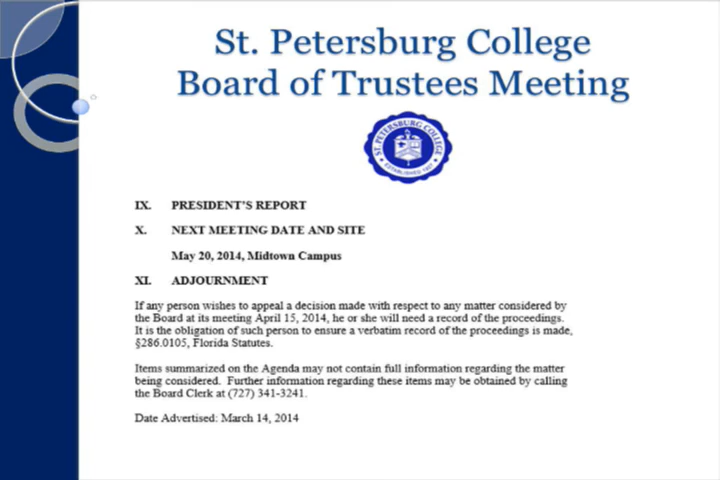 St. Petersburg College
Board of Trustees Meeting
ST. PETERSBURG COLLEGE
ESTABLISHED 1927
IX. PRESIDENT'S REPORT
X. NEXT MEETING DATE AND SITE
May 20, 2014, Midtown Campus
XI. ADJOURNMENT
If any person wishes to appeal a decision made with respect to any matter considered by
the Board at its meeting April 15, 2014, he or she will need a record of the proceedings.
It is the obligation of such person to ensure a verbatim record of the proceedings is made,
§286.0105, Florida Statutes.
Items summarized on the Agenda may not contain full information regarding the matter
being considered. Further information regarding these items may be obtained by calling
the Board Clerk at (727) 341-3241.
Date Advertised: March 14, 2014